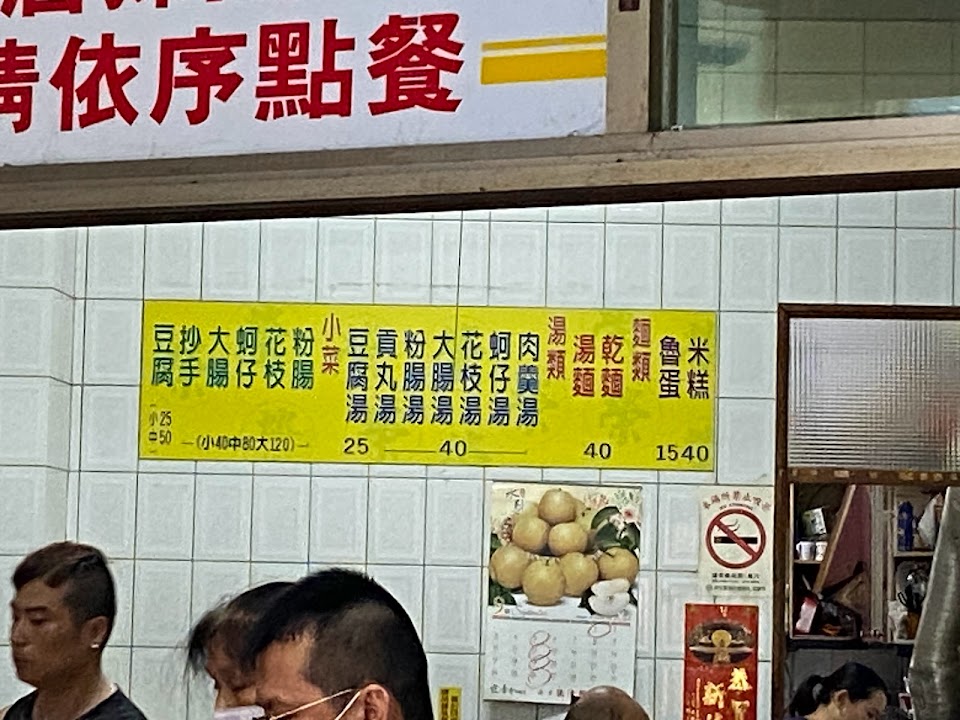 請依序點餐
米糕 40
魯蛋 15
麵類
乾麵
湯麵
40
湯類
肉羹湯
蚵仔湯
花枝湯
大腸湯
粉腸湯
40
貢丸湯
豆腐湯
25
小菜
粉腸
花枝
蚵仔
大腸
抄手
(小40中80大120)
豆腐
小25
中50
恭